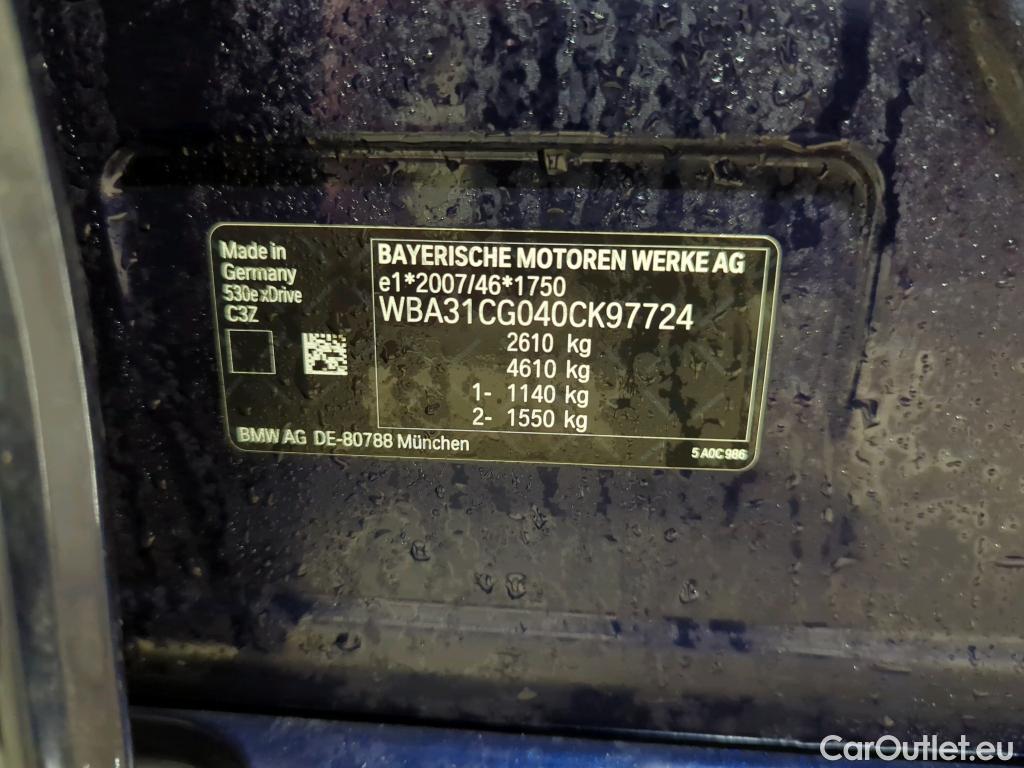 Made in
Germany
530e xDrive
C3Z
BAYERISCHE MOTOREN WERKE AG
e1*2007/46*1750
WBA31CG040CK97724
2610 kg
4610 kg
1- 1140 kg
2- 1550 kg
BMW AG DE-80788 München
5 A0C 986
CarOutlet.eu